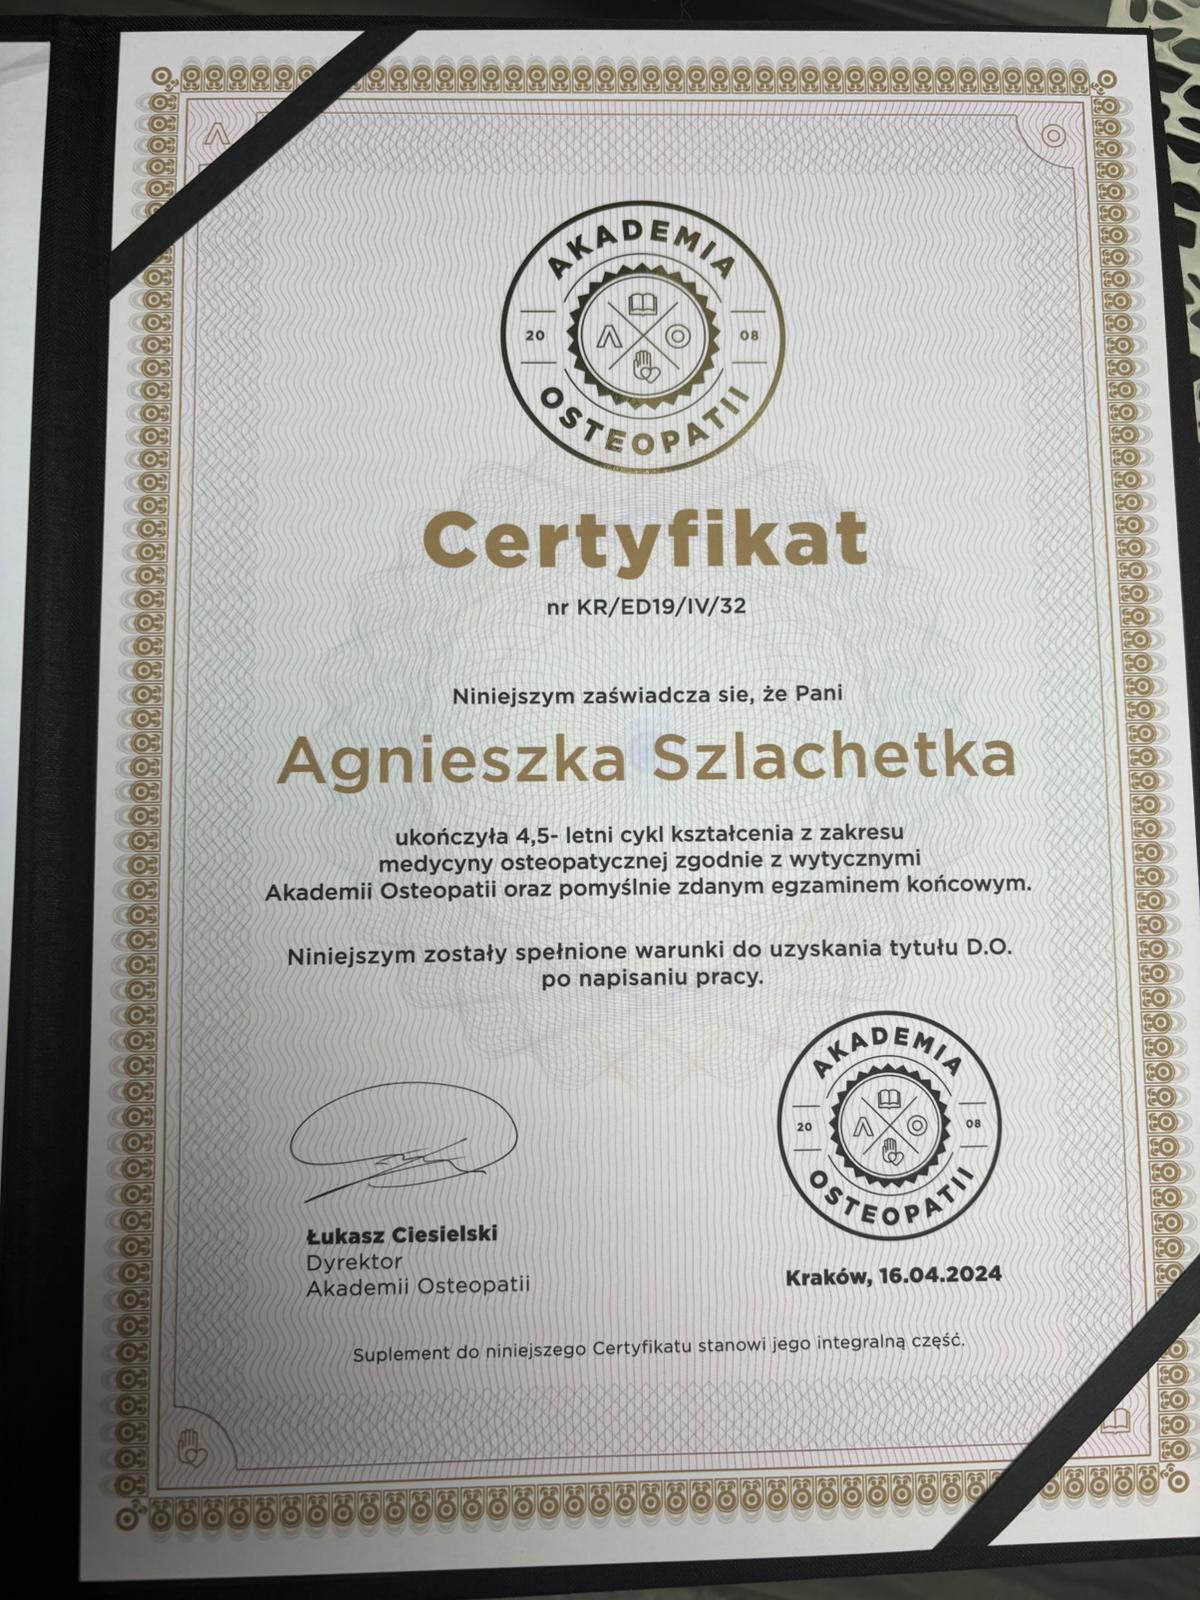 AKADEMIA
20 08
OSTEOPATII
Certyfikat
nr KR/ED19/IV/32
Niniejszym zaświadcza sie, że Pani
Agnieszka Szlachetka
ukończyła 4,5- letni cykl kształcenia z zakresu
medycyny osteopatycznej zgodnie z wytycznymi
Akademii Osteopatii oraz pomyślnie zdanym egzaminem końcowym.
Niniejszym zostały spełnione warunki do uzyskania tytułu D.O.
po napisaniu pracy.
AKADEMIA
20 08
OSTEOPATII
Łukasz Ciesielski
Dyrektor
Akademii Osteopatii
Kraków, 16.04.2024
Suplement do niniejszego Certyfikatu stanowi jego integralną część.